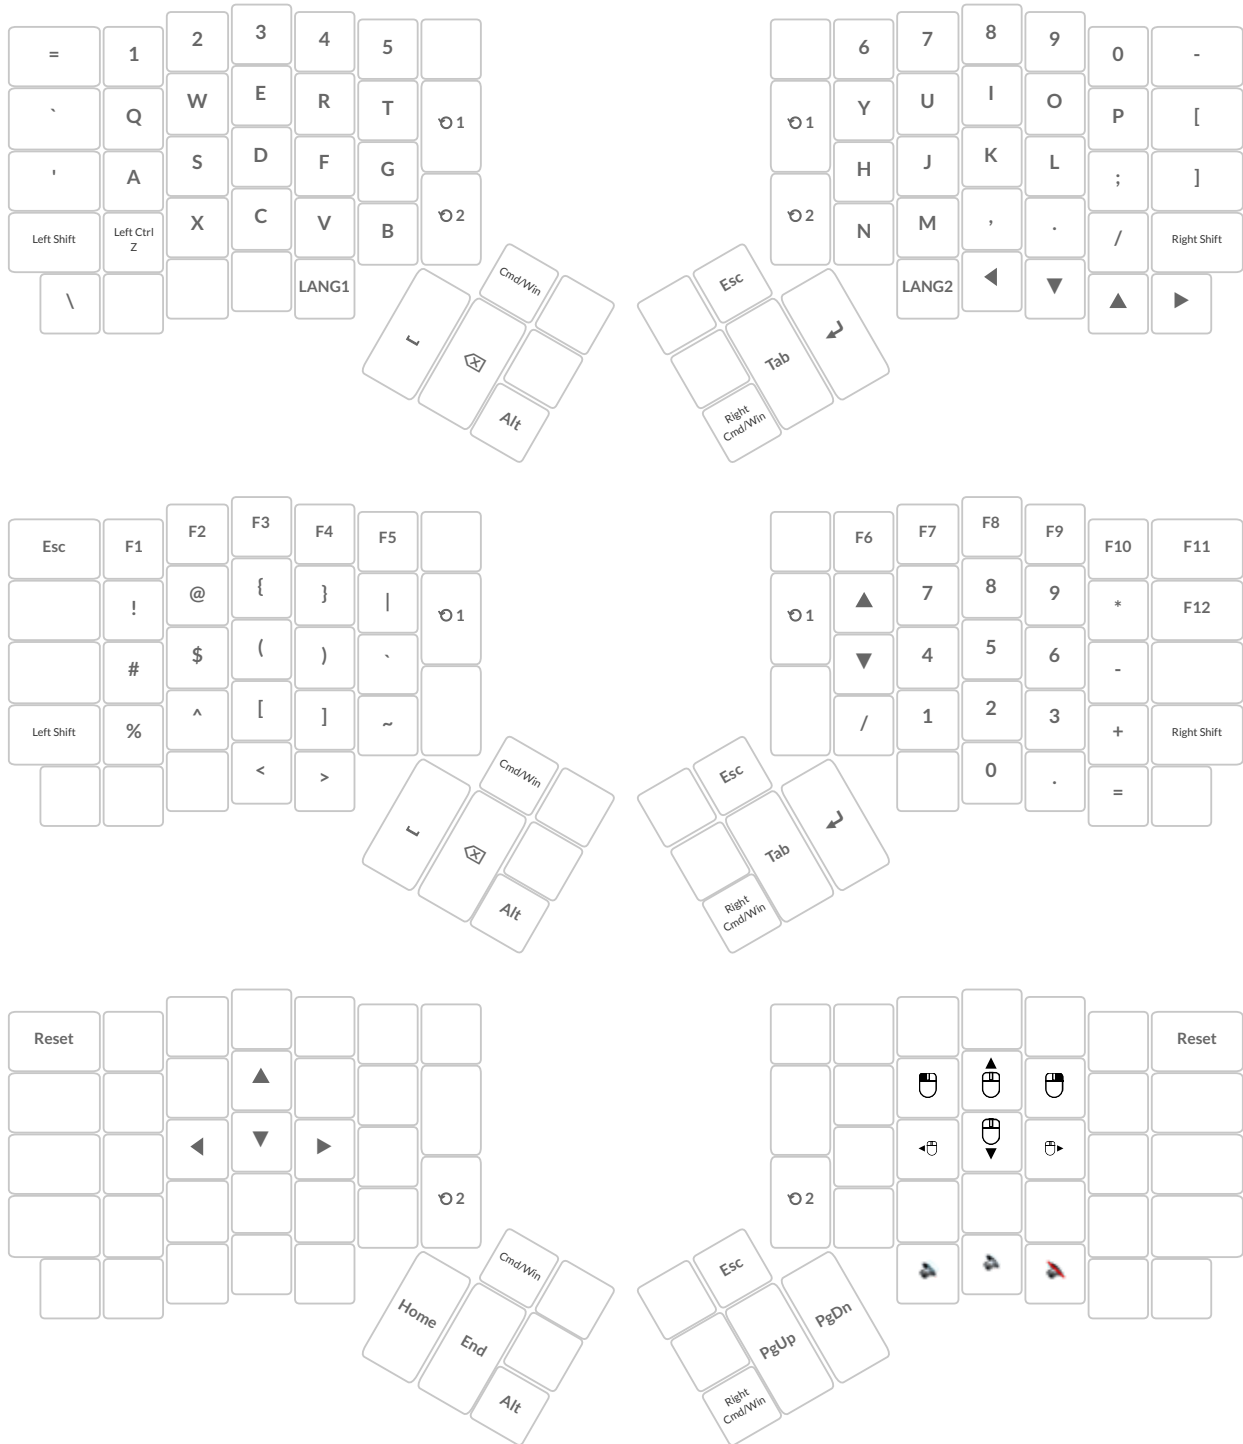 = 1 2 3 4 5 6 7 8 9 0 -
` Q W E R T 1 1 Y U I O P [
' A S D F G H J K L ; ]
Left Shift Left Ctrl X C V B 2 2 N M , . / Right Shift
Z
\ LANG1 LANG2
Cmd/Win Esc
Tab
Alt Right
Cmd/Win
Esc F1 F2 F3 F4 F5 F6 F7 F8 F9 F10 F11
! @ { } | 1 1 7 8 9 * F12
# $ ( ) ` 4 5 6 -
Left Shift % ^ [ ] ~ / 1 2 3 + Right Shift
< > 0 . =
Cmd/Win Esc
Tab
Alt Right
Cmd/Win
Reset Reset
2 2
Cmd/Win Esc
Home End PgUp PgDn
Alt Right
Cmd/Win